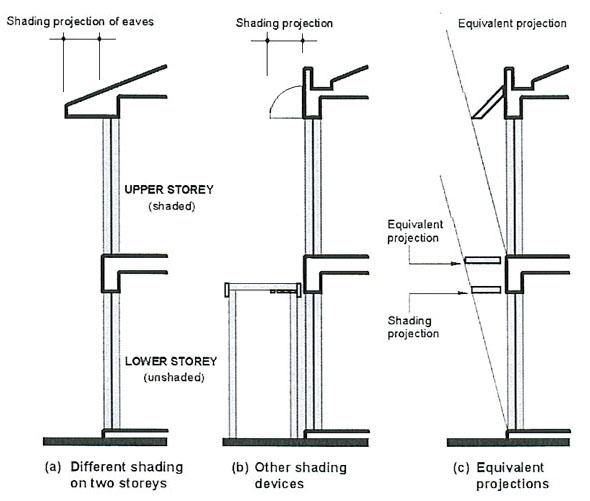 Shading projection of eaves
Shading projection
Equivalent projection
UPPER STOREY
(shaded)
Equivalent
projection
Shading
projection
LOWER STOREY
(unshaded)
(a) Different shading
on two storeys
(b) Other shading
devices
(c) Equivalent
projections